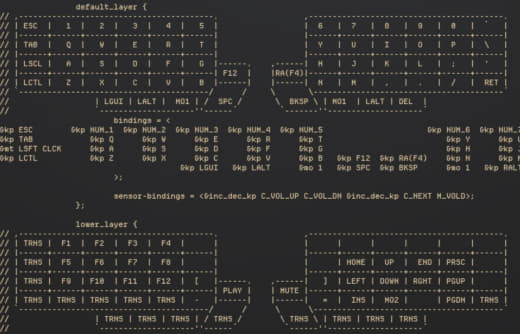 default_layer {
// | ESC | 1 | 2 | 3 | 4 | 5 | | 6 | 7 | 8 | 9 | 0 | ` |
// | TAB | Q | W | E | R | T | | Y | U | I | O | P | \ |
// | LSCL | A | S | D | F | G | F12 | |RA(F4)| H | J | K | L | ; | ' |
// | LCTL | Z | X | C | V | B | | N | M | , | . | / | RET |
// | LGUI | LALT | MO1 | / SPC / \ BKSP \ | MO1 | LALT | DEL |
bindings = <
&kp ESC &kp NUM_1 &kp NUM_2 &kp NUM_3 &kp NUM_4 &kp NUM_5 &kp NUM_6 &kp NUM_7
&kp TAB &kp Q &kp W &kp E &kp R &kp T &kp Y &kp U
&mt LSFT CLCK &kp A &kp S &kp D &kp F &kp G &kp H &kp J
&kp LCTL &kp Z &kp X &kp C &kp V &kp B &kp F12 &kp RA(F4) &kp N &kp
&kp LGUI &kp LALT &mo 1 &kp SPC &kp BKSP &mo 1 &kp
>;
sensor-bindings = <&inc_dec_kp C_VOL_UP C_VOL_DN &inc_dec_kp C_NEXT M_VOLD>;
};
lower_layer {
// | TRNS | F1 | F2 | F3 | F4 | | | | | | | | |
// | TRNS | F5 | F6 | F7 | F8 | | | | HOME | UP | END | PRSC | |
// | TRNS | F9 | F10 | F11 | F12 | [ | PLAY | | MUTE | ] | LEFT | DOWN | RGHT | PGUP | |
// | TRNS | TRNS | TRNS | TRNS | TRNS | - | | = | INS | MO2 | | PGDN | TRNS |
// | TRNS | TRNS | TRNS | / TRNS / \ TRNS \ | TRNS | TRNS | TRNS |